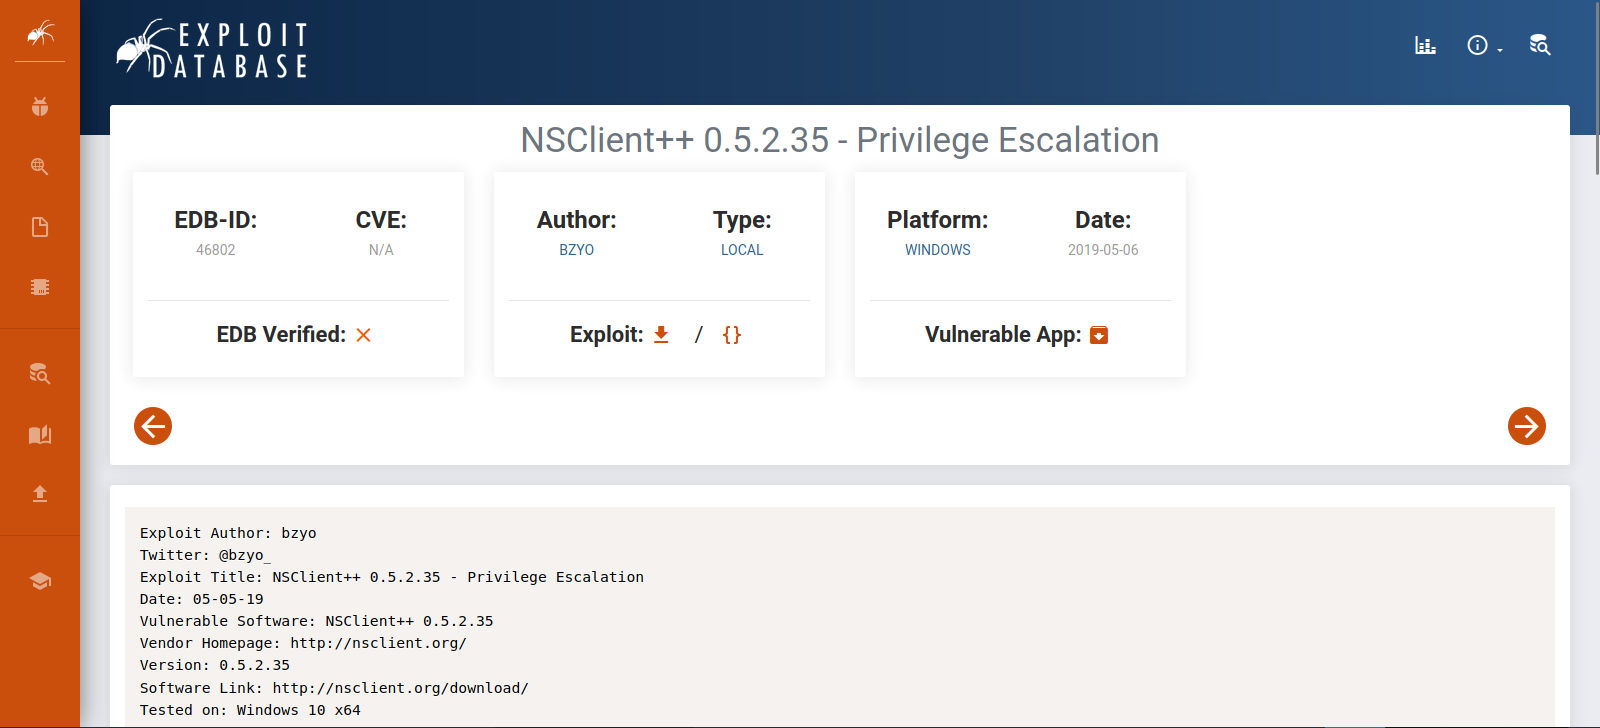 EXPLOIT
DATABASE
NSClient++ 0.5.2.35 - Privilege Escalation
EDB-ID:
46802
CVE:
N/A
EDB Verified:
Author:
BZYO
Type:
LOCAL
Exploit: / {}
Platform:
WINDOWS
Date:
2019-05-06
Vulnerable App:
Exploit Author: bzyo
Twitter: @bzyo_
Exploit Title: NSClient++ 0.5.2.35 - Privilege Escalation
Date: 05-05-19
Vulnerable Software: NSClient++ 0.5.2.35
Vendor Homepage: http://nsclient.org/
Version: 0.5.2.35
Software Link: http://nsclient.org/download/
Tested on: Windows 10 x64